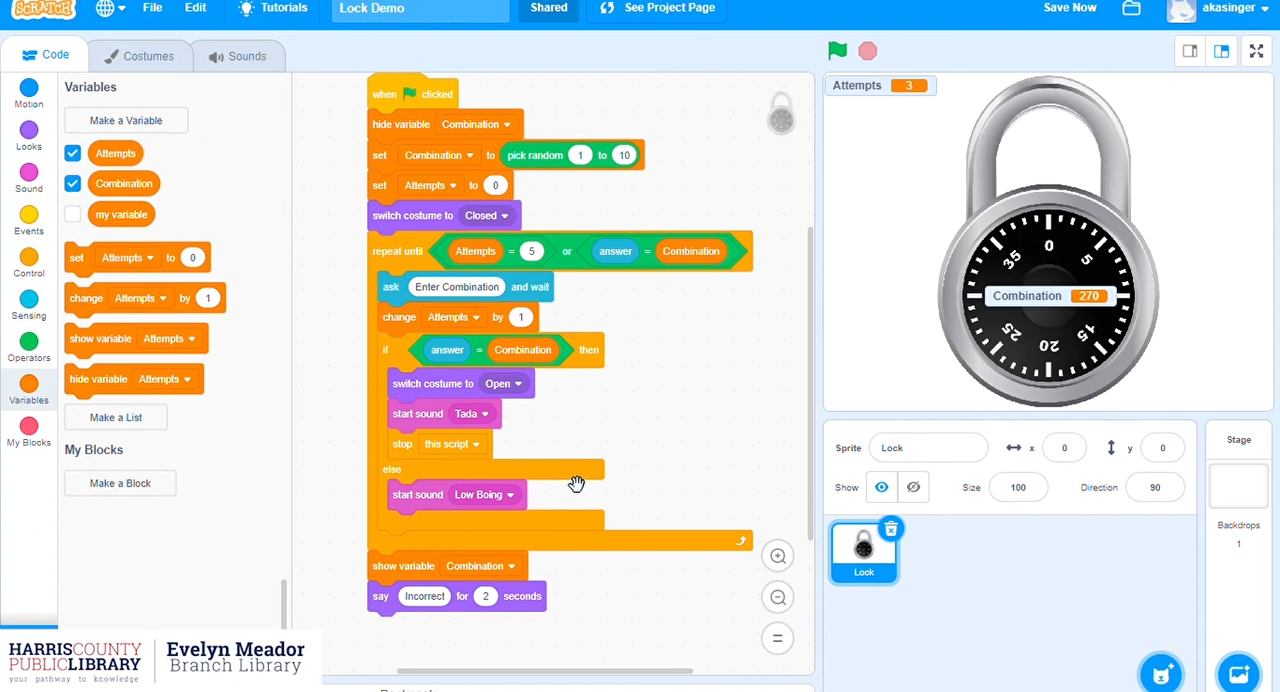 SCRATCH
File
Edit
Tutorials
Lock Demo
Shared
See Project Page
Save Now
akasinger
Code
Costumes
Sounds
Motion
Looks
Sound
Events
Control
Sensing
Operators
Variables
My Blocks
Variables
Make a Variable
Attempts
Combination
my variable
set Attempts to 0
change Attempts by 1
show variable Attempts
hide variable Attempts
Make a List
My Blocks
Make a Block
when clicked
hide variable Combination
set Combination to pick random 1 to 10
set Attempts to 0
switch costume to Closed
repeat until Attempts = 5 or answer = Combination
ask Enter Combination and wait
change Attempts by 1
if answer = Combination then
switch costume to Open
start sound Tada
stop this script
else
start sound Low Boing
show variable Combination
say Incorrect for 2 seconds
Attempts 3
0
5
35
Combination 270
25
15
20
Sprite Lock x 0 y 0
Show Size 100 Direction 90
Lock
Stage
Backdrops
1
HARRIS COUNTY
PUBLIC LIBRARY
your pathway to knowledge
Evelyn Meador
Branch Library